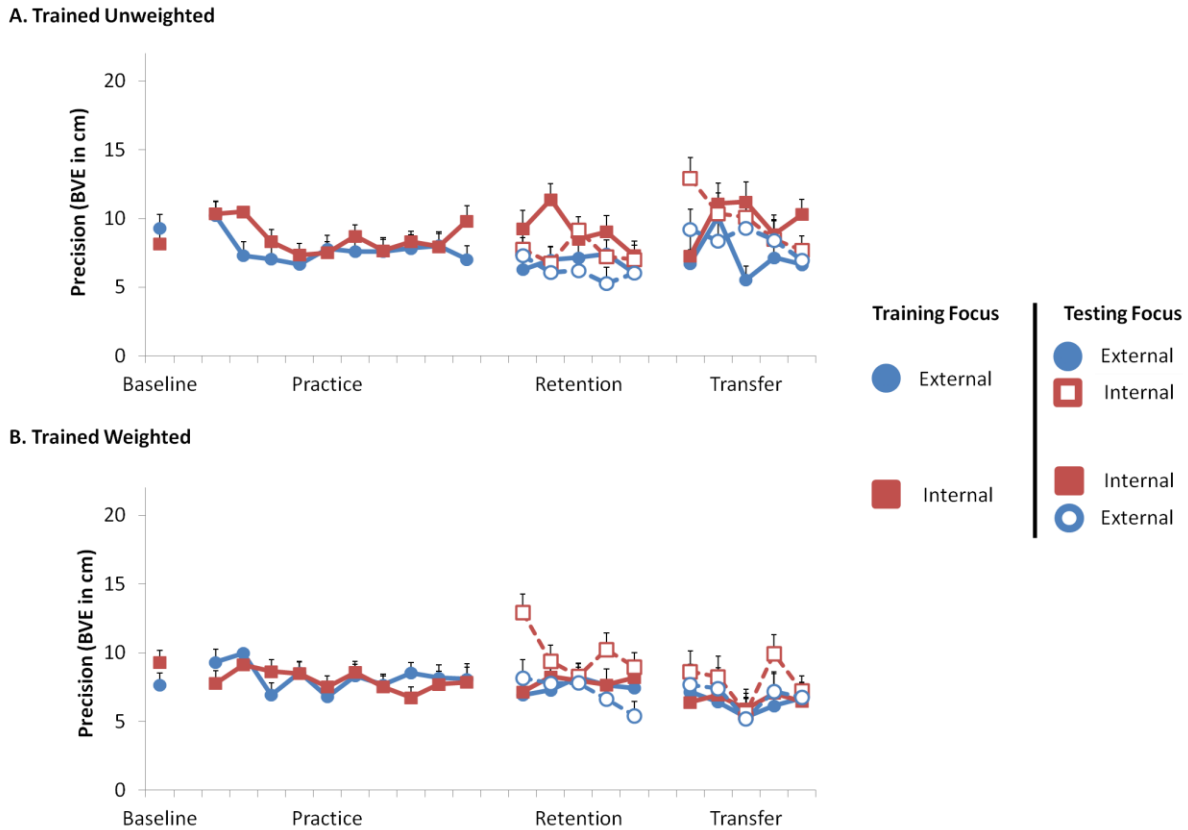 A. Trained Unweighted
Precision (BVE in cm)
20
15
10
5
0
Baseline Practice Retention Transfer
Training Focus Testing Focus
External External
Internal
Internal Internal
External
B. Trained Weighted
Precision (BVE in cm)
20
15
10
5
0
Baseline Practice Retention Transfer